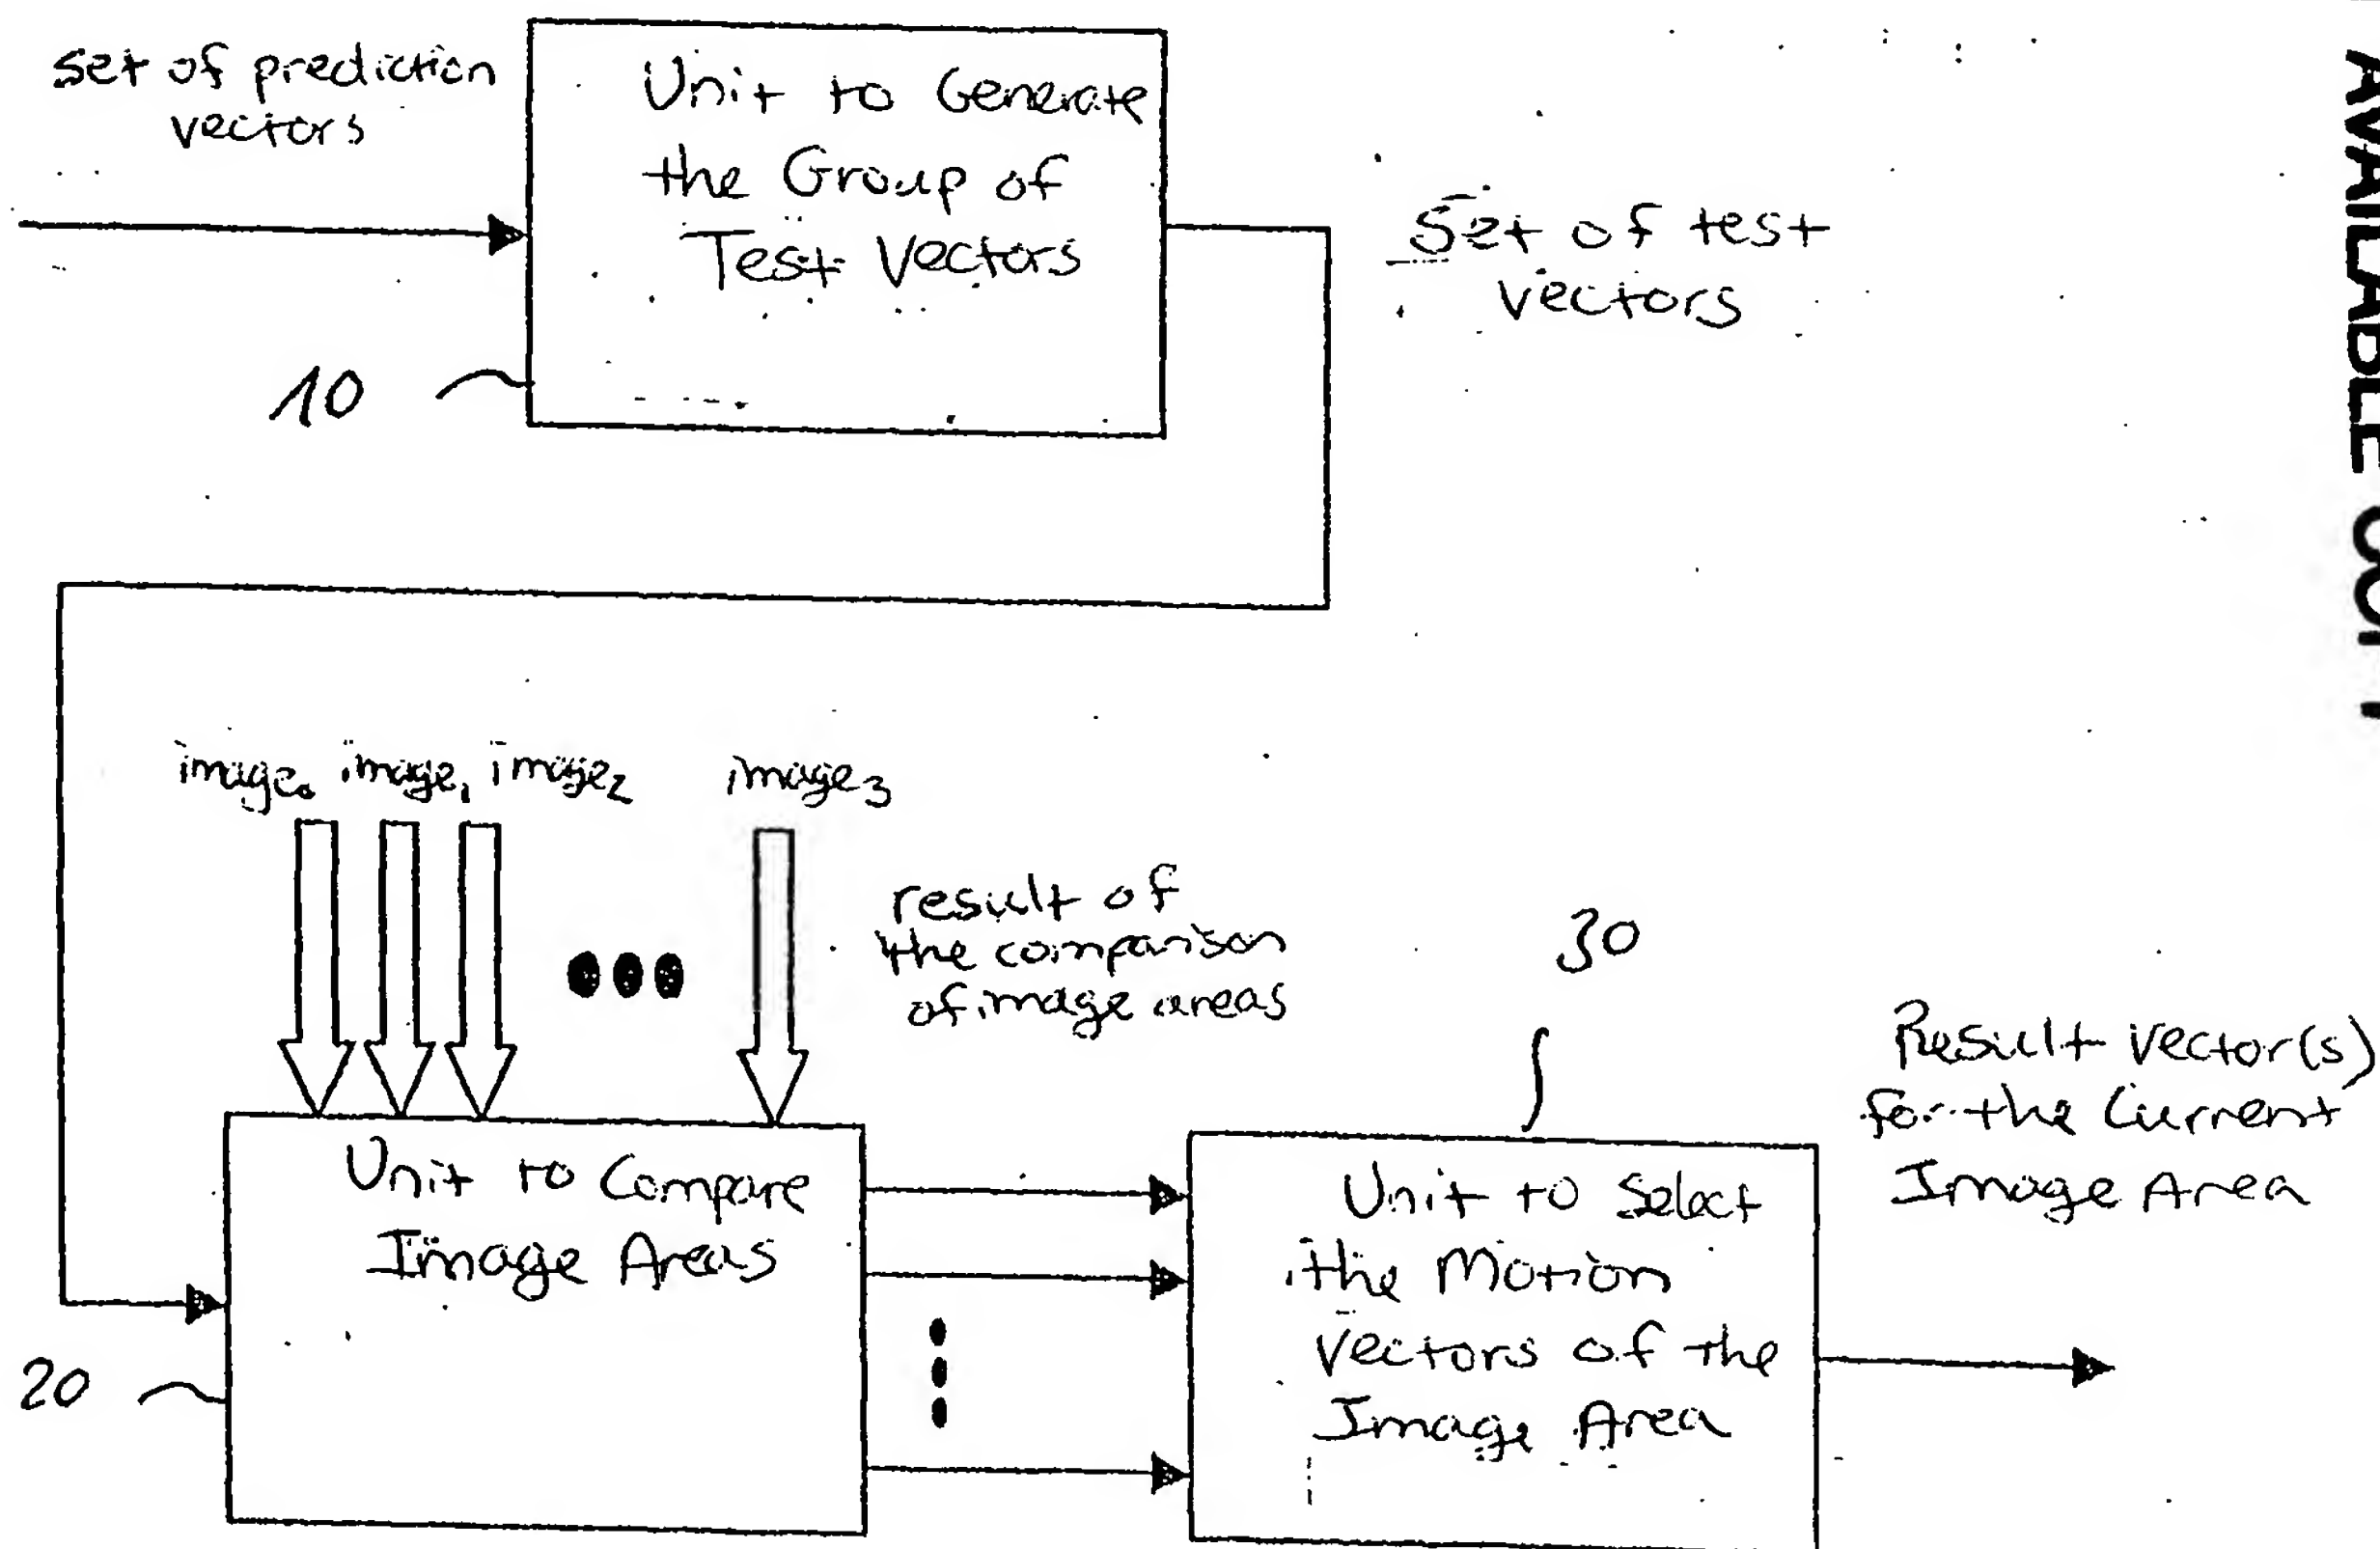 set of prediction
vectors
Unit to Generate
the Group of
Test Vectors
Set of test
vectors
10
AVAILABLE COPY
image₀ image₁ image₂ image₃
result of
the comparison
of image areas
30
Result Vector(s)
for the Current
Image Area
Unit to Compare
Image Areas
Unit to Select
the Motion
Vectors of the
Image Area
20